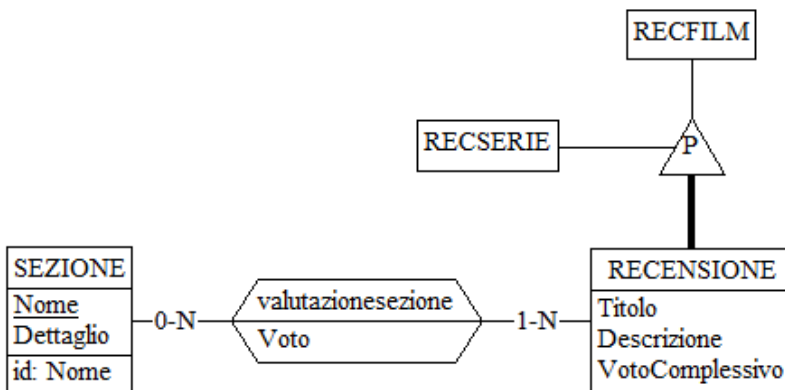 RECFILM
RECSERIE
P
SEZIONE
Nome
Dettaglio
id: Nome
0-N
valutazionesezione
Voto
1-N
RECENSIONE
Titolo
Descrizione
VotoComplessivo